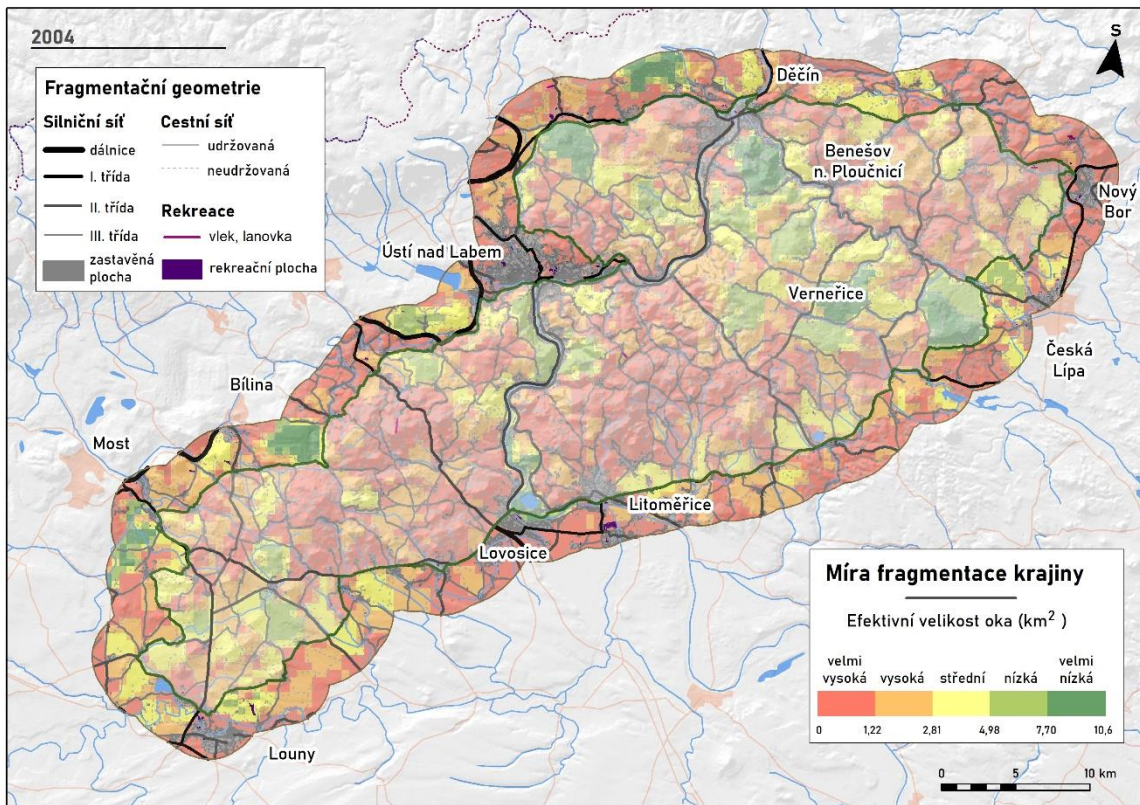 2004
Fragmentační geometrie
Silniční síť
dálnice
I. třída
II. třída
III. třída
zastavěná
plocha
Cestní síť
udržovaná
neudržovaná
Rekreace
vlek, lanovka
rekreační plocha
S
Děčín
Benešov
n. Ploučnicí
Nový
Bor
Ústí nad Labem
Verneřice
Česká
Lípa
Bílina
Most
Litoměřice
Lovosice
Louny
Míra fragmentace krajiny
Efektivní velikost oka (km²)
velmi
vysoká
vysoká
střední
nízká
velmi
nízká
0 1,22 2,81 4,98 7,70 10,6
0 5 10 km